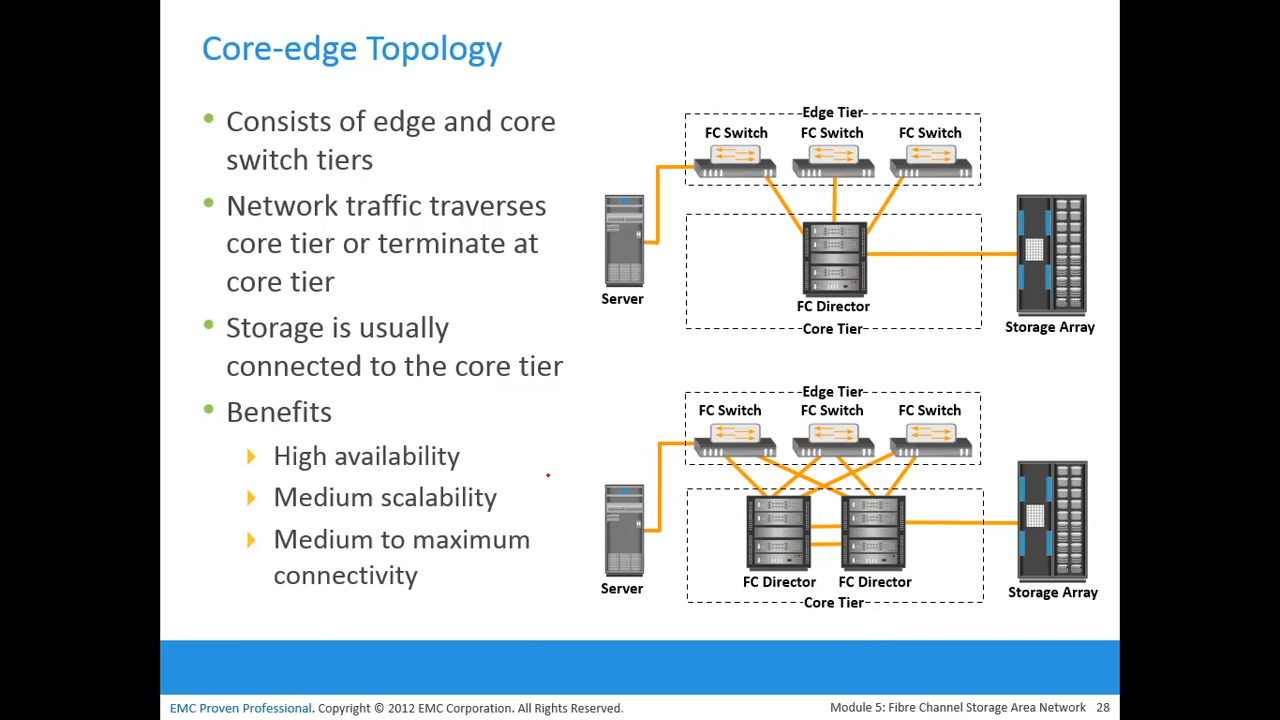 Core-edge Topology
• Consists of edge and core
switch tiers
• Network traffic traverses
core tier or terminate at
core tier
• Storage is usually
connected to the core tier
• Benefits
High availability
Medium scalability
Medium to maximum
connectivity
Edge Tier
FC Switch FC Switch FC Switch
Server
FC Director
Core Tier
Storage Array
Edge Tier
FC Switch FC Switch FC Switch
Server
FC Director FC Director
Core Tier
Storage Array
EMC Proven Professional. Copyright © 2012 EMC Corporation. All Rights Reserved.
Module 5: Fibre Channel Storage Area Network 28